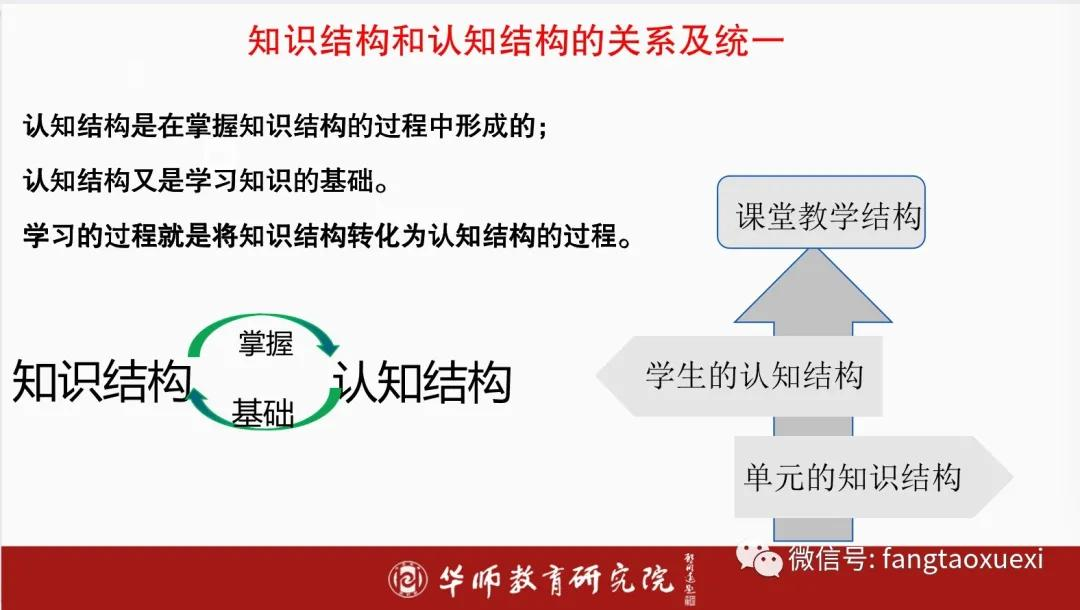 知识结构和认知结构的关系及统一
认知结构是在掌握知识结构的过程中形成的；
认知结构又是学习知识的基础。
学习的过程就是将知识结构转化为认知结构的过程。
掌握
知识结构
认知结构
基础
课堂教学结构
学生的认知结构
单元的知识结构
华师教育研究院
微信号: fangtaoxuexi